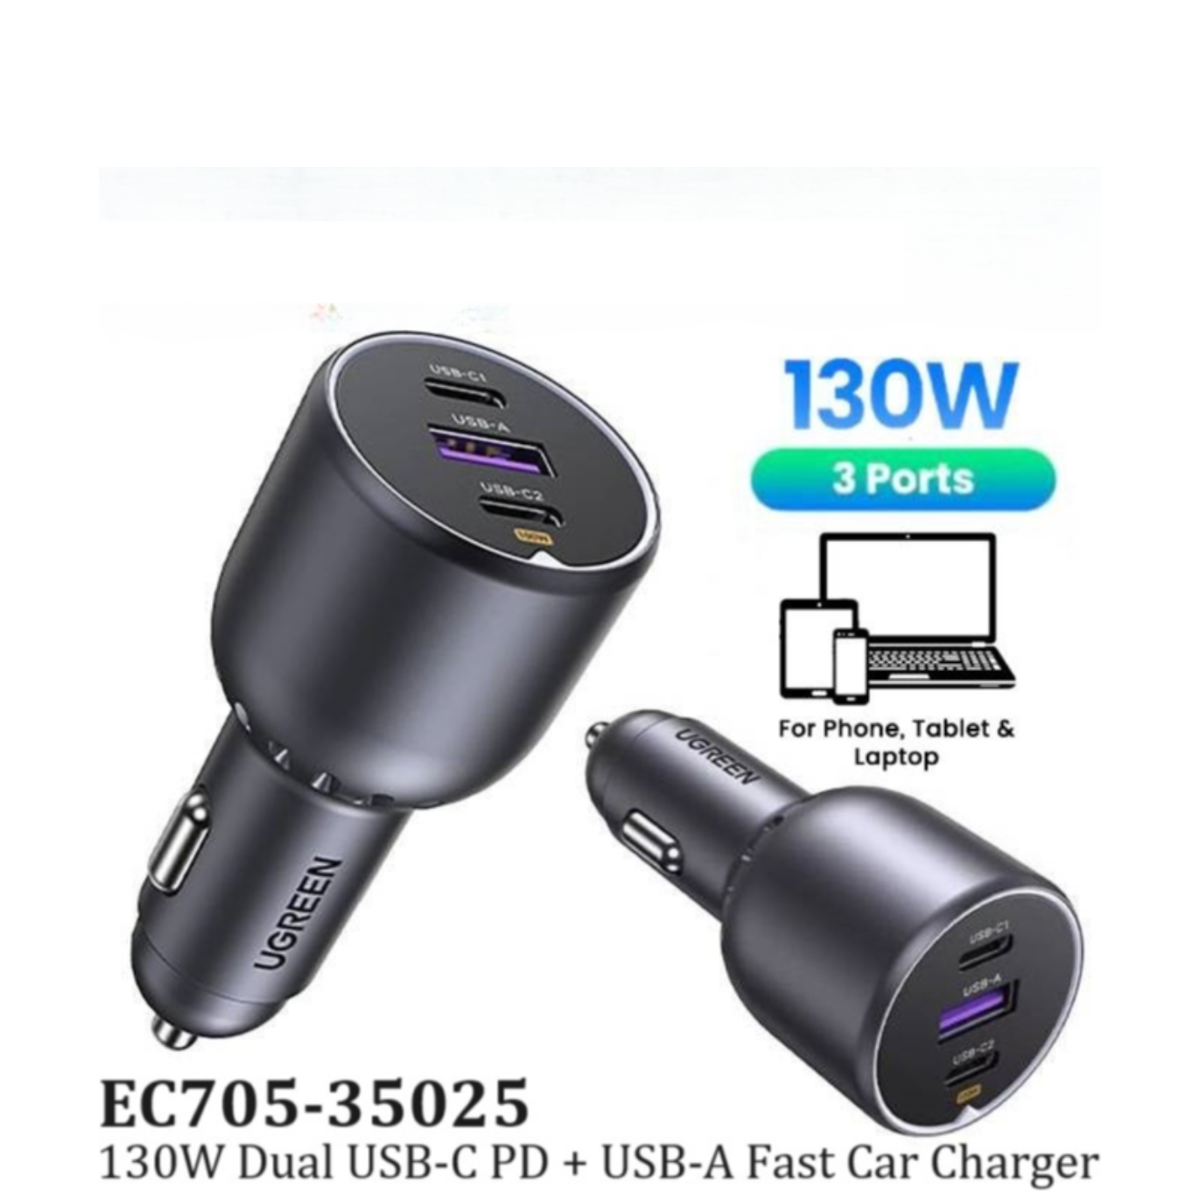 USB-C1
USB-A
USB-C2
100W
UGREEN
130W
3 Ports
For Phone, Tablet &
Laptop
UGREEN
USB-C1
USB-A
USB-C2
EC705-35025
130W Dual USB-C PD + USB-A Fast Car Charger